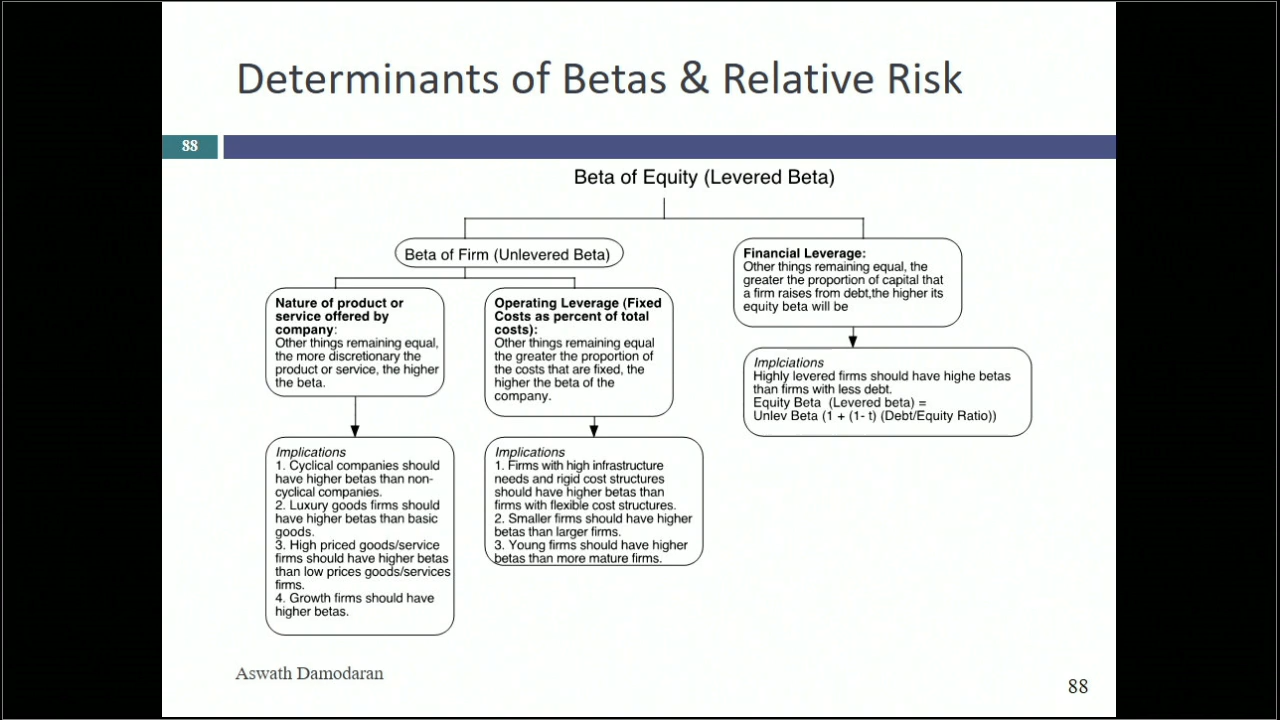 Determinants of Betas & Relative Risk
88
Beta of Equity (Levered Beta)
Beta of Firm (Unlevered Beta)
Nature of product or
service offered by
company:
Other things remaining equal,
the more discretionary the
product or service, the higher
the beta.
Operating Leverage (Fixed
Costs as percent of total
costs):
Other things remaining equal
the greater the proportion of
the costs that are fixed, the
higher the beta of the
company.
Financial Leverage:
Other things remaining equal, the
greater the proportion of capital that
a firm raises from debt,the higher its
equity beta will be
Implciations
Highly levered firms should have highe betas
than firms with less debt.
Equity Beta (Levered beta) =
Unlev Beta (1 + (1- t) (Debt/Equity Ratio))
Implications
1. Cyclical companies should
have higher betas than non-
cyclical companies.
2. Luxury goods firms should
have higher betas than basic
goods.
3. High priced goods/service
firms should have higher betas
than low prices goods/services
firms.
4. Growth firms should have
higher betas.
Implications
1. Firms with high infrastructure
needs and rigid cost structures
should have higher betas than
firms with flexible cost structures.
2. Smaller firms should have higher
betas than larger firms.
3. Young firms should have higher
betas than more mature firms.
Aswath Damodaran
88